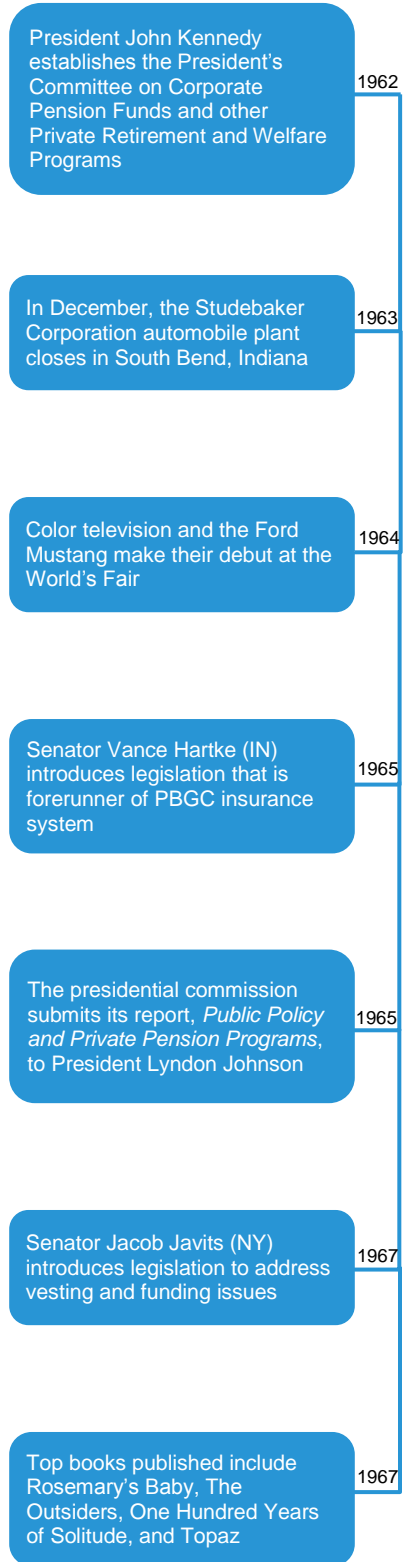 President John Kennedy
establishes the President's
Committee on Corporate
Pension Funds and other
Private Retirement and Welfare
Programs
1962
In December, the Studebaker
Corporation automobile plant
closes in South Bend, Indiana
1963
Color television and the Ford
Mustang make their debut at the
World's Fair
1964
Senator Vance Hartke (IN)
introduces legislation that is
forerunner of PBGC insurance
system
1965
The presidential commission
submits its report, Public Policy
and Private Pension Programs,
to President Lyndon Johnson
1965
Senator Jacob Javits (NY)
introduces legislation to address
vesting and funding issues
1967
Top books published include
Rosemary's Baby, The
Outsiders, One Hundred Years
of Solitude, and Topaz
1967